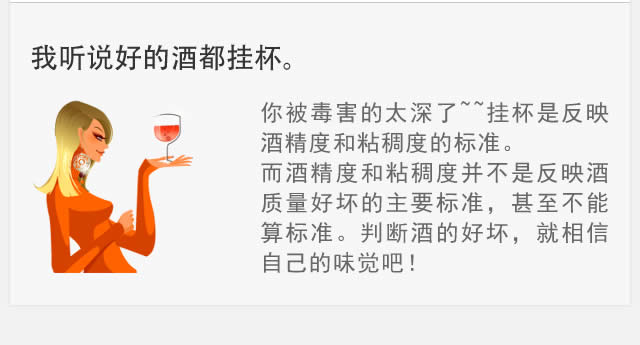 我听说好的酒都挂杯。
你被毒害的太深了~~挂杯是反映
酒精度和粘稠度的标准。
而酒精度和粘稠度并不是反映酒
质量好坏的主要标准，甚至不能
算标准。判断酒的好坏，就相信
自己的味觉吧！